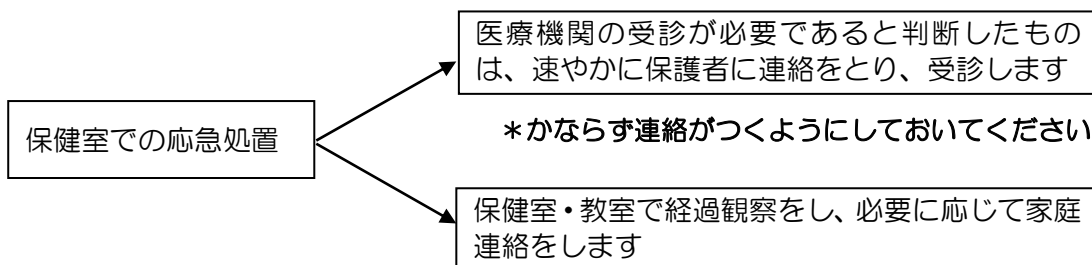 保健室での応急処置
医療機関の受診が必要であると判断したもの
は、速やかに保護者に連絡をとり、受診します
＊かならず連絡がつくようにしておいてください
保健室・教室で経過観察をし、必要に応じて家庭
連絡をします